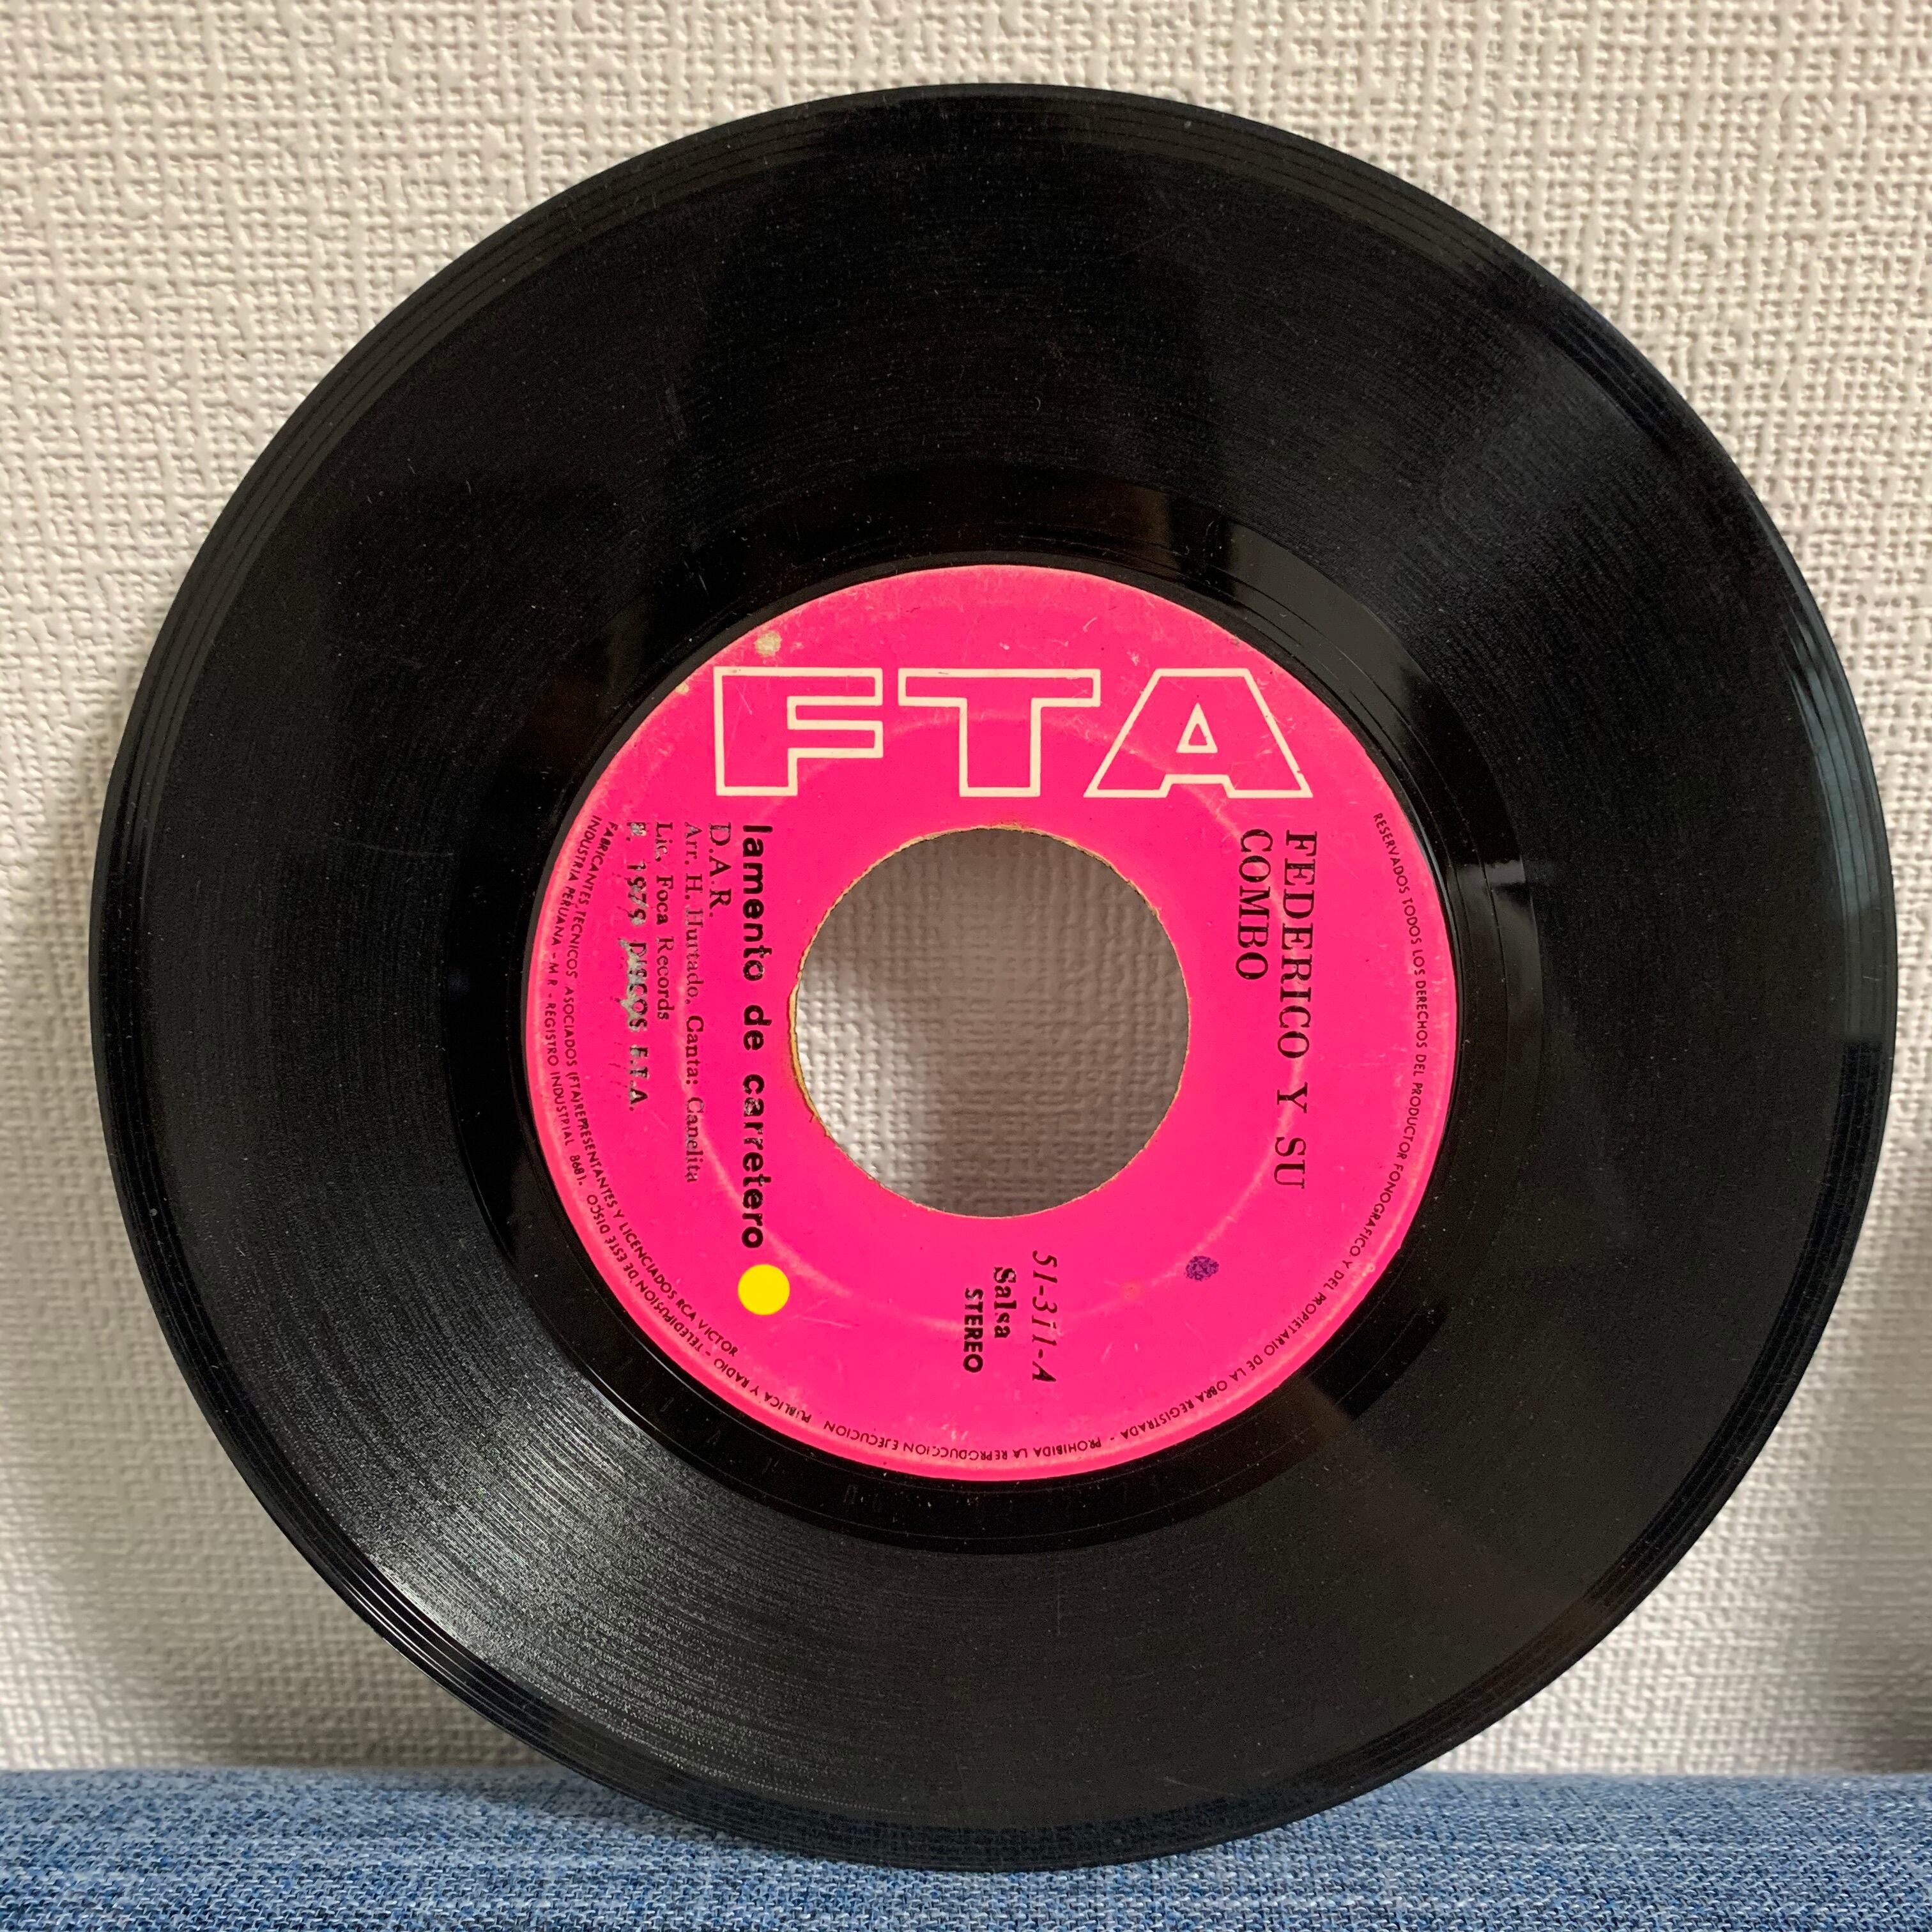 FTA
FEDERICO Y SU
COMBO
51-311-A
Salsa
STEREO
lamento de carretero
D.A.R.
Arr. H. Hurtado. Canta: Canelita
Lic. Foca Records
P. 1979 DISCOS F.T.A.
FABRICANTES TECNICOS ASOCIADOS (FTA) REPRESENTANTES Y LICENCIADOS RCA VICTOR
INDUSTRIA PERUANA - M R - REGISTRO INDUSTRIAL 8681.
RESERVADOS TODOS LOS DERECHOS DEL PRODUCTOR FONOGRAFICO Y DEL PROPIETARIO DE LA OBRA REGISTRADA - PROHIBIDA LA REPRODUCCION EJECUCION PUBLICA Y RADIO - TELEDIFUSION DE ESTE DISCO